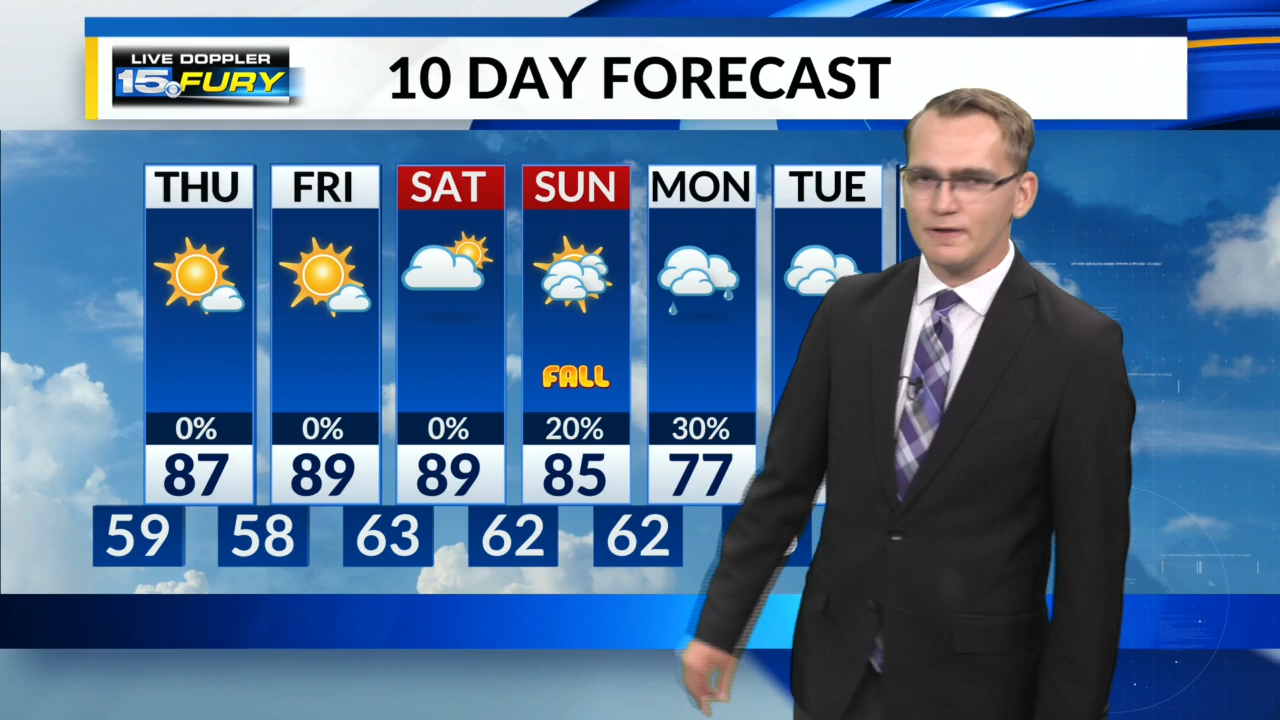 LIVE DOPPLER
15 FURY
10 DAY FORECAST
THU FRI SAT SUN MON TUE
FALL
0% 0% 0% 20% 30%
87 89 89 85 77
59 58 63 62 62